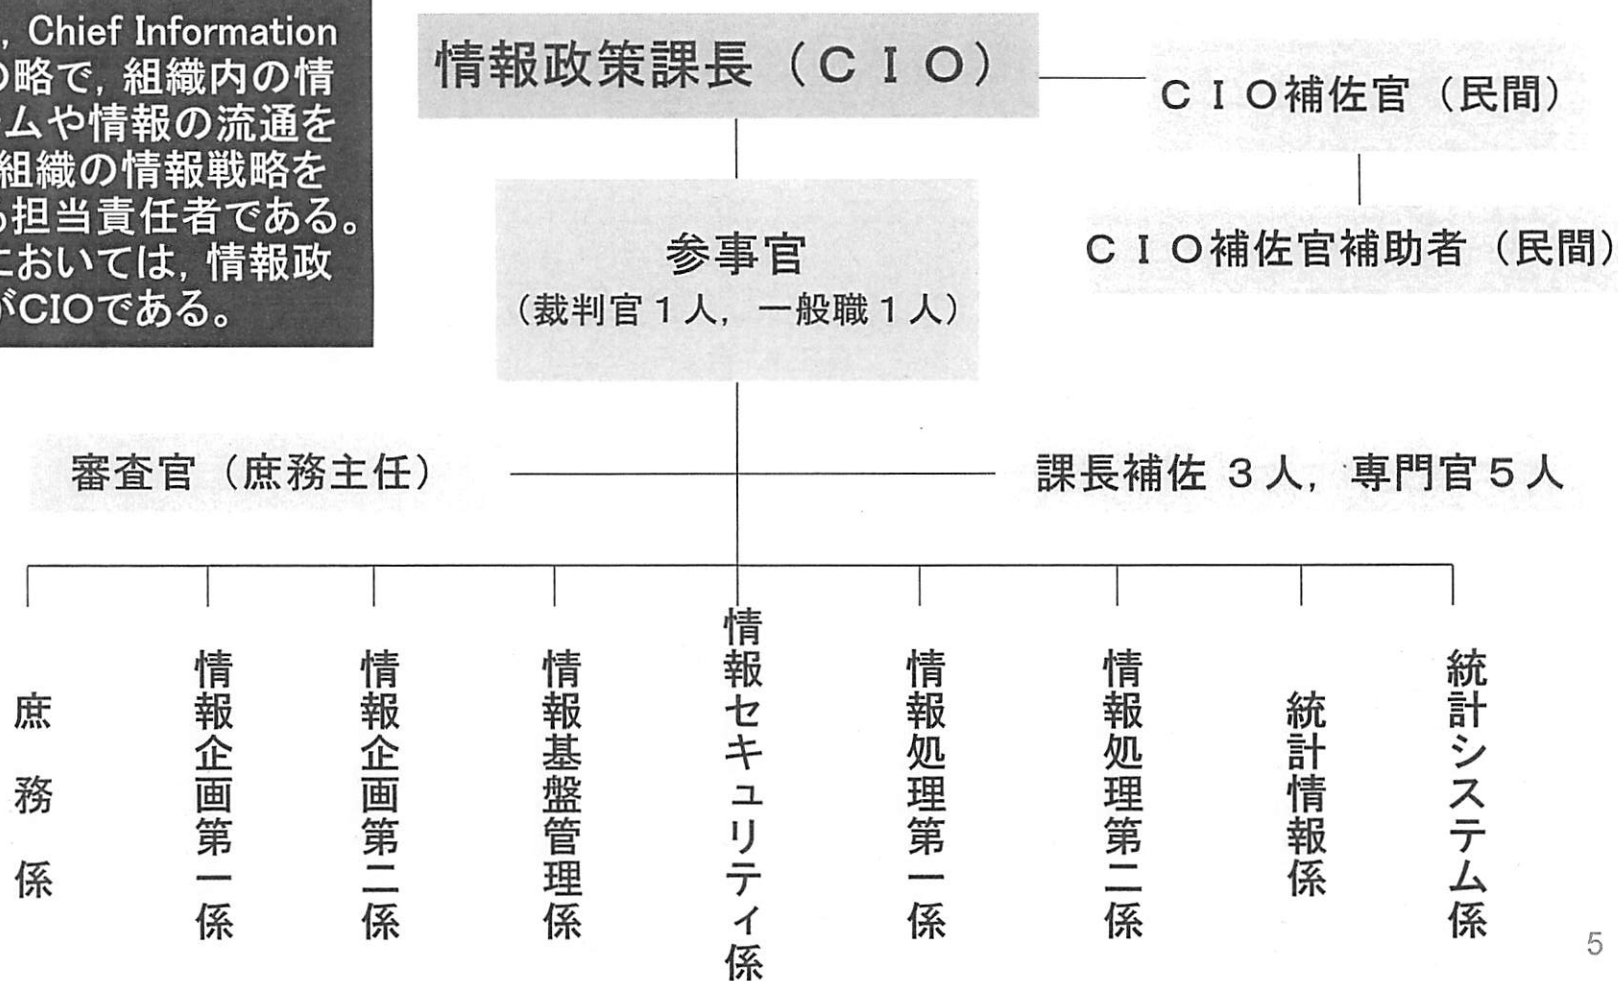 , Chief Information
の略で, 組織内の情
ムや情報の流通を
組織の情報戦略を
る担当責任者である。
においては, 情報政
がCIOである。
情報政策課長（ＣＩＯ）
ＣＩＯ補佐官（民間）
ＣＩＯ補佐官補助者（民間）
参事官
（裁判官１人，一般職１人）
審査官（庶務主任）
課長補佐 ３人，専門官５人
庶務係
情報企画第一係
情報企画第二係
情報基盤管理係
情報セキュリティ係
情報処理第一係
情報処理第二係
統計情報係
統計システム係
5